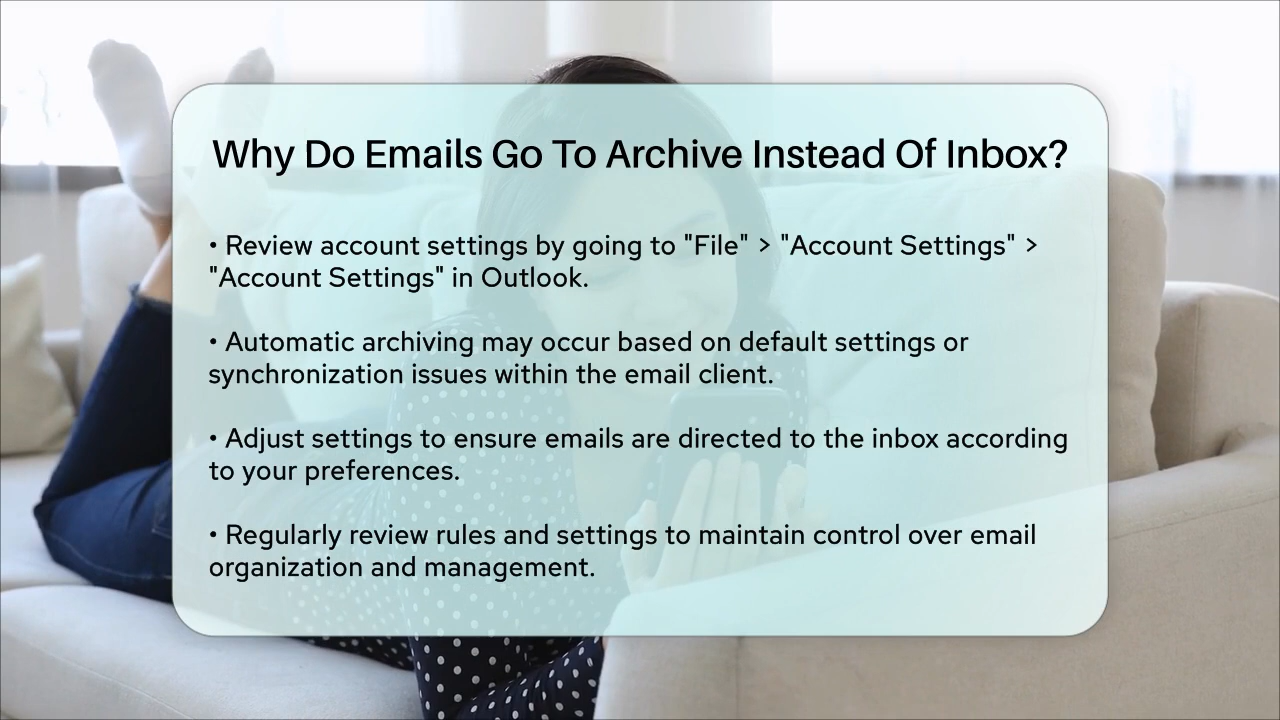 Why Do Emails Go To Archive Instead Of Inbox?
• Review account settings by going to "File" > "Account Settings" >
"Account Settings" in Outlook.
• Automatic archiving may occur based on default settings or
synchronization issues within the email client.
• Adjust settings to ensure emails are directed to the inbox according
to your preferences.
• Regularly review rules and settings to maintain control over email
organization and management.